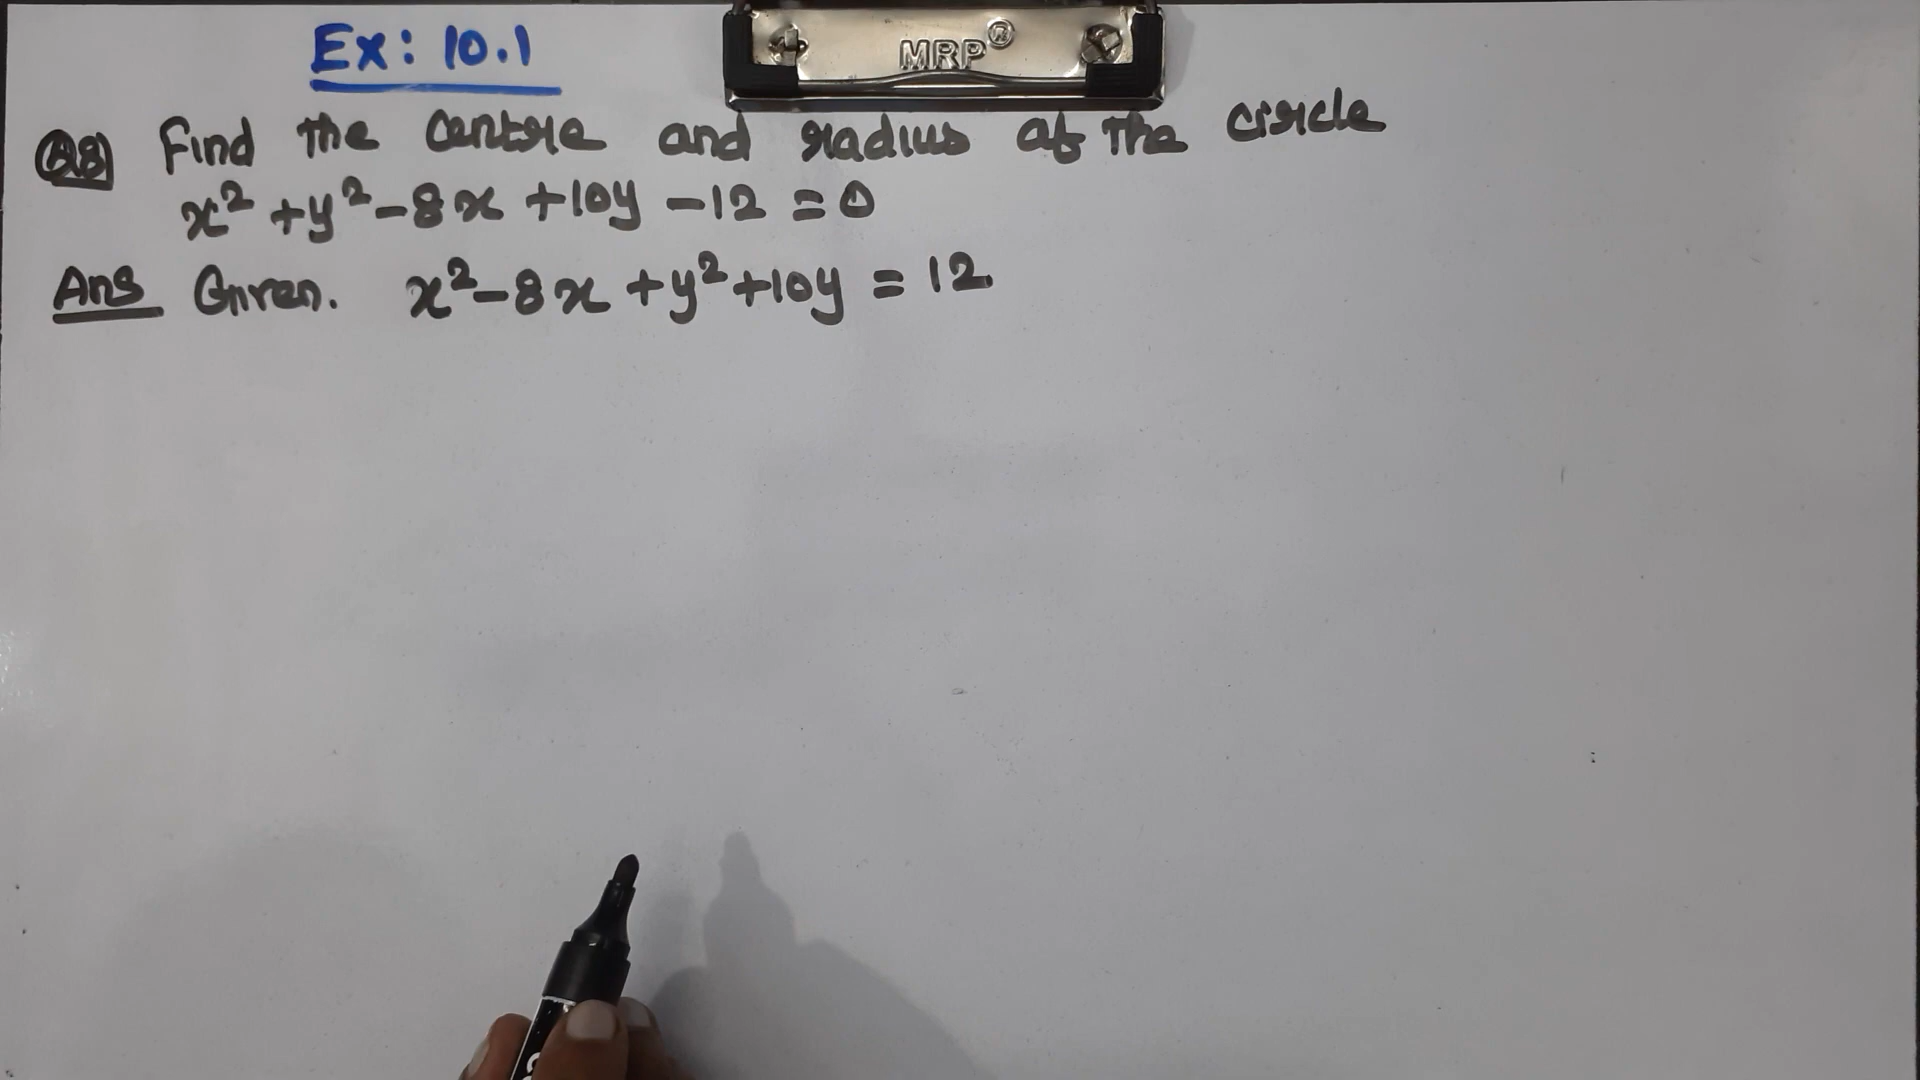 Ex: 10.1
MRP®
Q8) Find the centre and radius of the circle
x² + y² - 8x + 10y - 12 = 0
Ans Given. x² - 8x + y² + 10y = 12